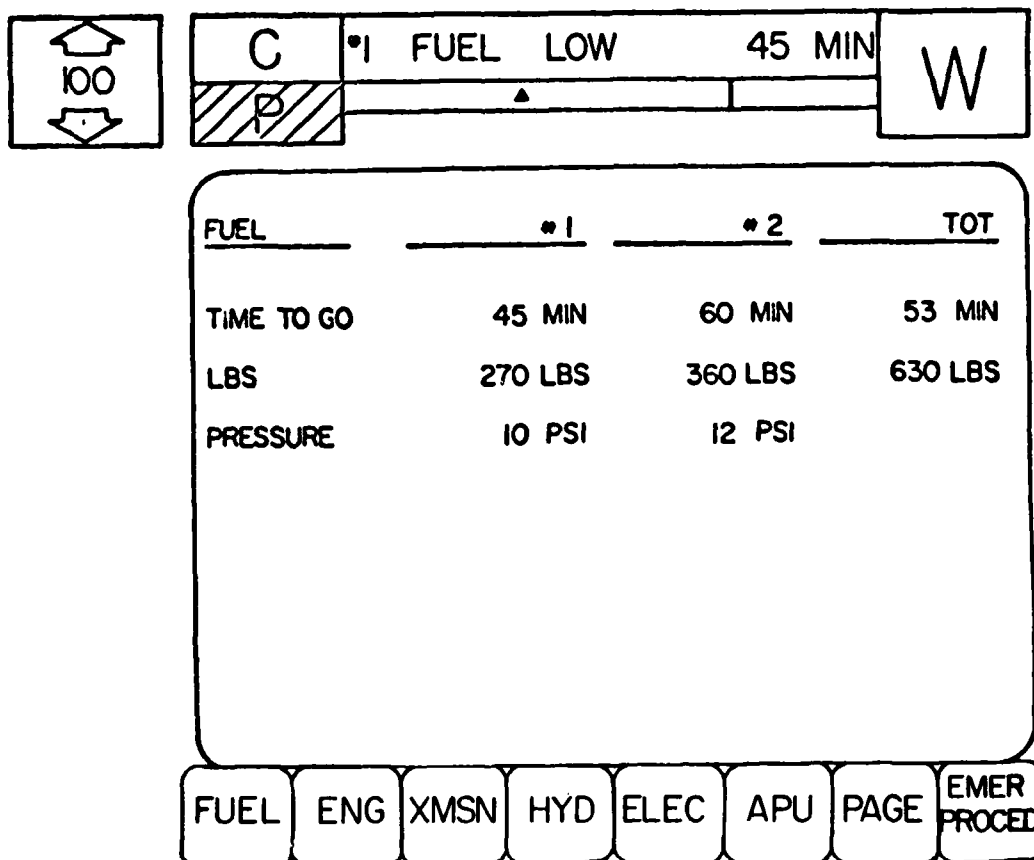 100
C
#1 FUEL LOW 45 MIN
W
P
FUEL #1 #2 TOT
TIME TO GO 45 MIN 60 MIN 53 MIN
LBS 270 LBS 360 LBS 630 LBS
PRESSURE 10 PSI 12 PSI
FUEL ENG XMSN HYD ELEC APU PAGE EMER PROCED